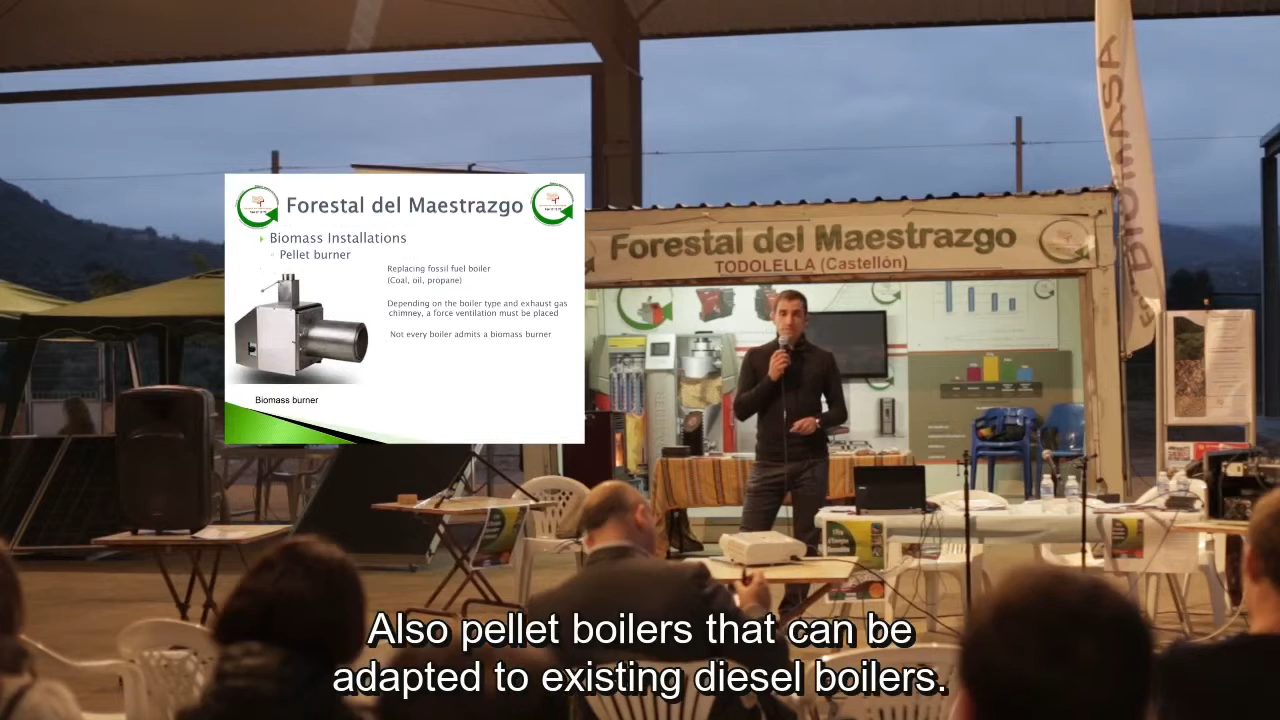 Forestal del Maestrazgo
Biomass Installations
Pellet burner
Replacing fossil fuel boiler
(Coal, oil, propane)
Depending on the boiler type and exhaust gas
chimney, a force ventilation must be placed
Not every boiler admits a biomass burner
Biomass burner
Forestal del Maestrazgo
TODOLELLA (Castellón)
BIOMASA
Also pellet boilers that can be
adapted to existing diesel boilers.